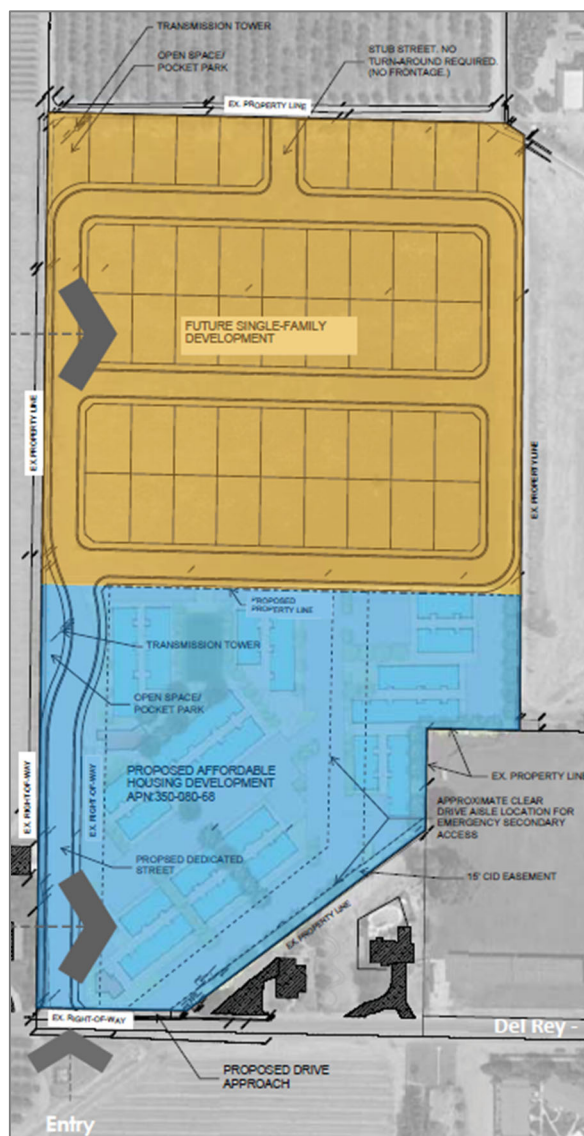 TRANSMISSION TOWER
OPEN SPACE/
POCKET PARK
STUB STREET. NO
TURN-AROUND REQUIRED.
(NO FRONTAGE.)
EX. PROPERTY LINE
FUTURE SINGLE-FAMILY
DEVELOPMENT
EX. PROPERTY LINE
EX. PROPERTY LINE
PROPOSED
PROPERTY LINE
TRANSMISSION TOWER
OPEN SPACE/
POCKET PARK
EX. RIGHT-OF-WAY
EX. RIGHT-OF-WAY
PROPOSED AFFORDABLE
HOUSING DEVELOPMENT
APN:350-080-68
EX. PROPERTY LINE
APPROXIMATE CLEAR
DRIVE AISLE LOCATION FOR
EMERGENCY SECONDARY
ACCESS
PROPSED DEDICATED
STREET
15' CID EASEMENT
EX. PROPERTY LINE
EX. RIGHT-OF-WAY
Del Rey -
PROPOSED DRIVE
APPROACH
Entry